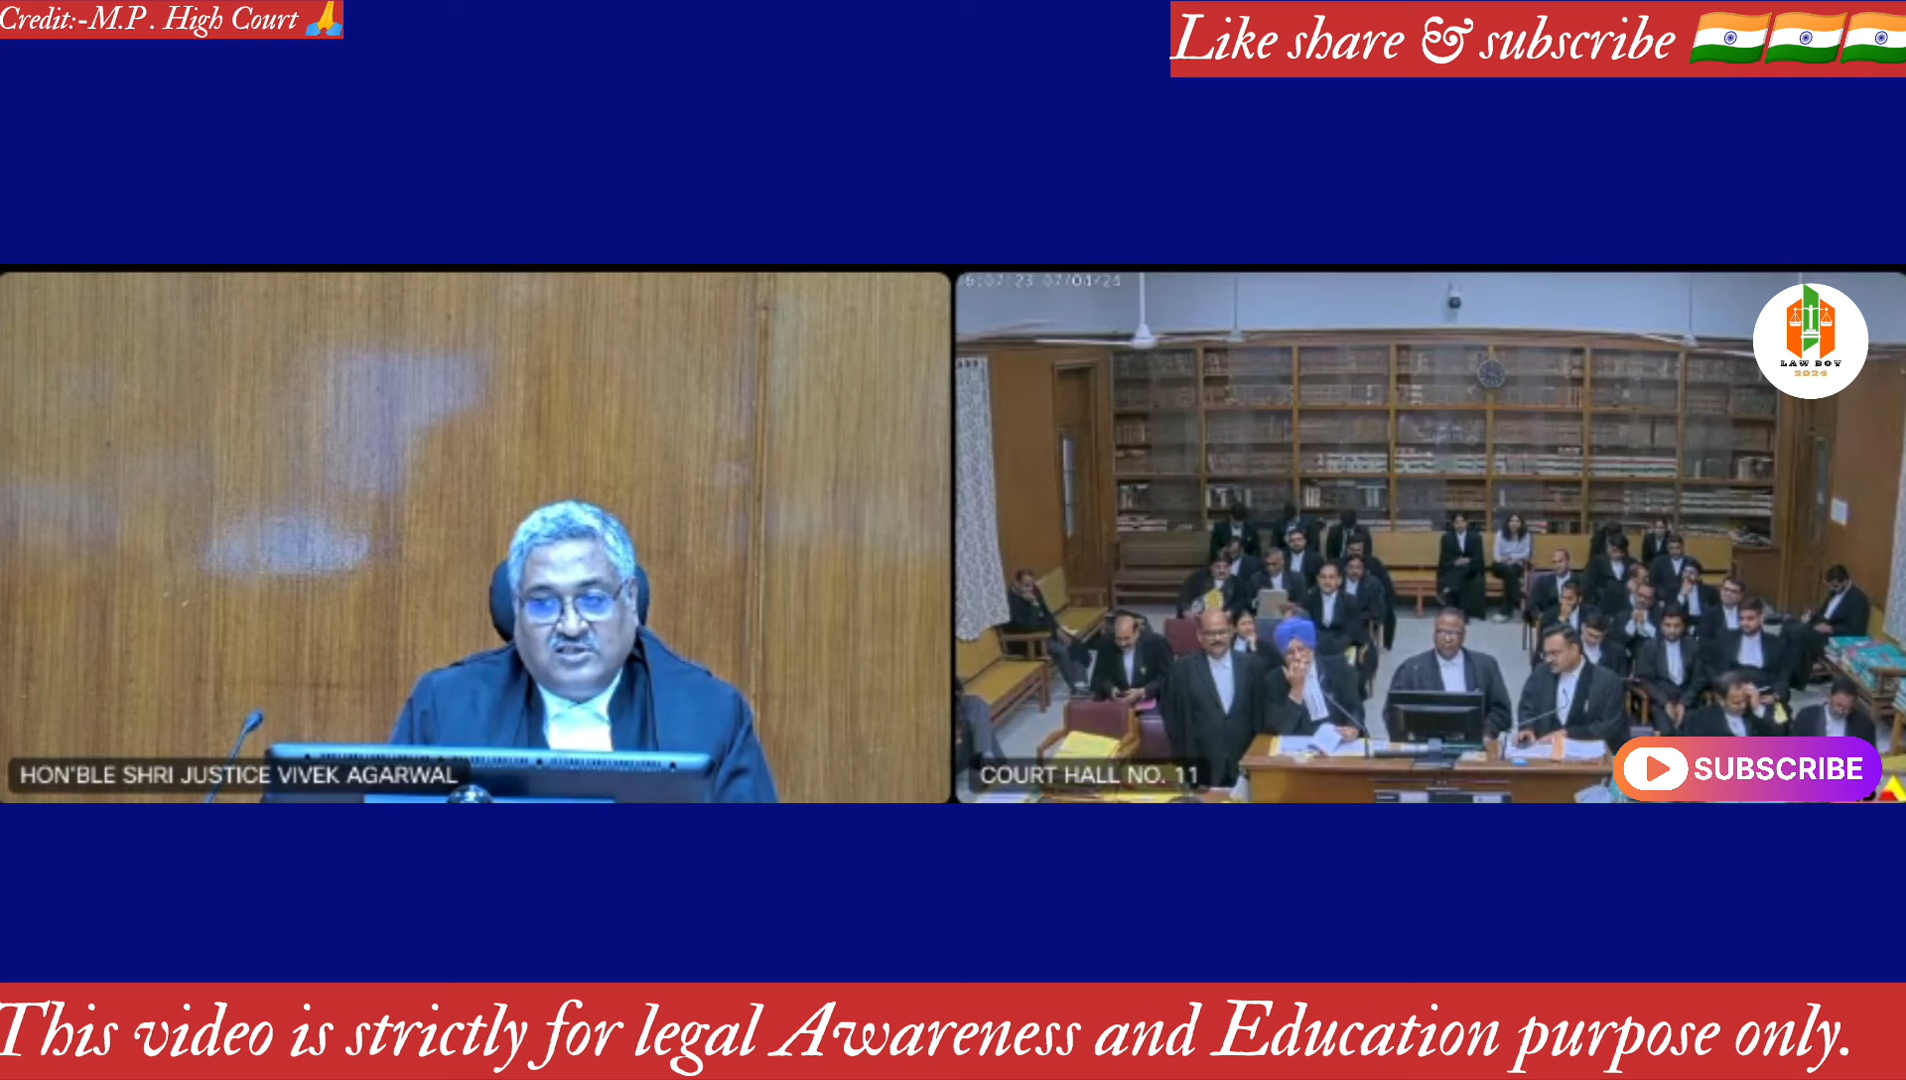 Credit:-M.P. High Court 🙏
Like share & subscribe 🇮🇳🇮🇳🇮🇳
LAW BOY
2024
HON'BLE SHRI JUSTICE VIVEK AGARWAL
COURT HALL NO. 11
SUBSCRIBE
This video is strictly for legal Awareness and Education purpose only.